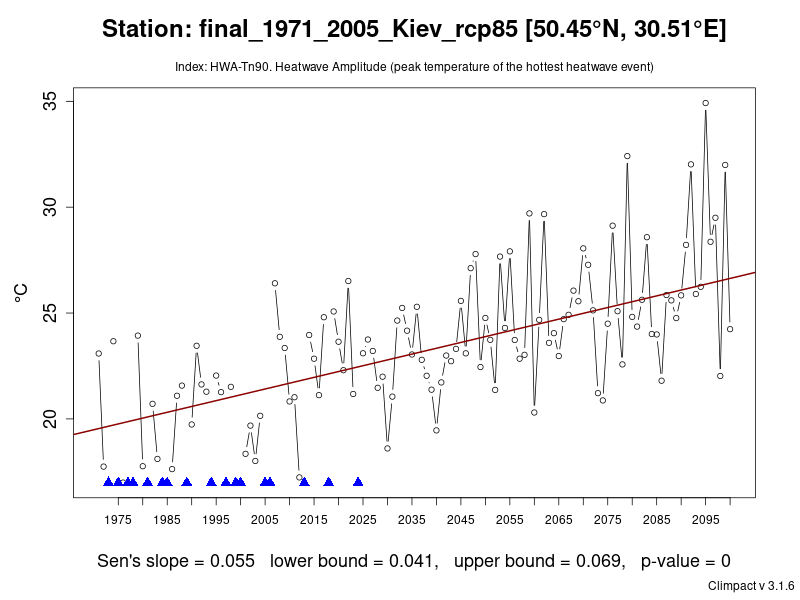 Station: final_1971_2005_Kiev_rcp85 [50.45°N, 30.51°E]
Index: HWA-Tn90. Heatwave Amplitude (peak temperature of the hottest heatwave event)
35
30
25
20
°C
1975 1985 1995 2005 2015 2025 2035 2045 2055 2065 2075 2085 2095
Sen's slope = 0.055 lower bound = 0.041, upper bound = 0.069, p-value = 0
Climpact v 3.1.6